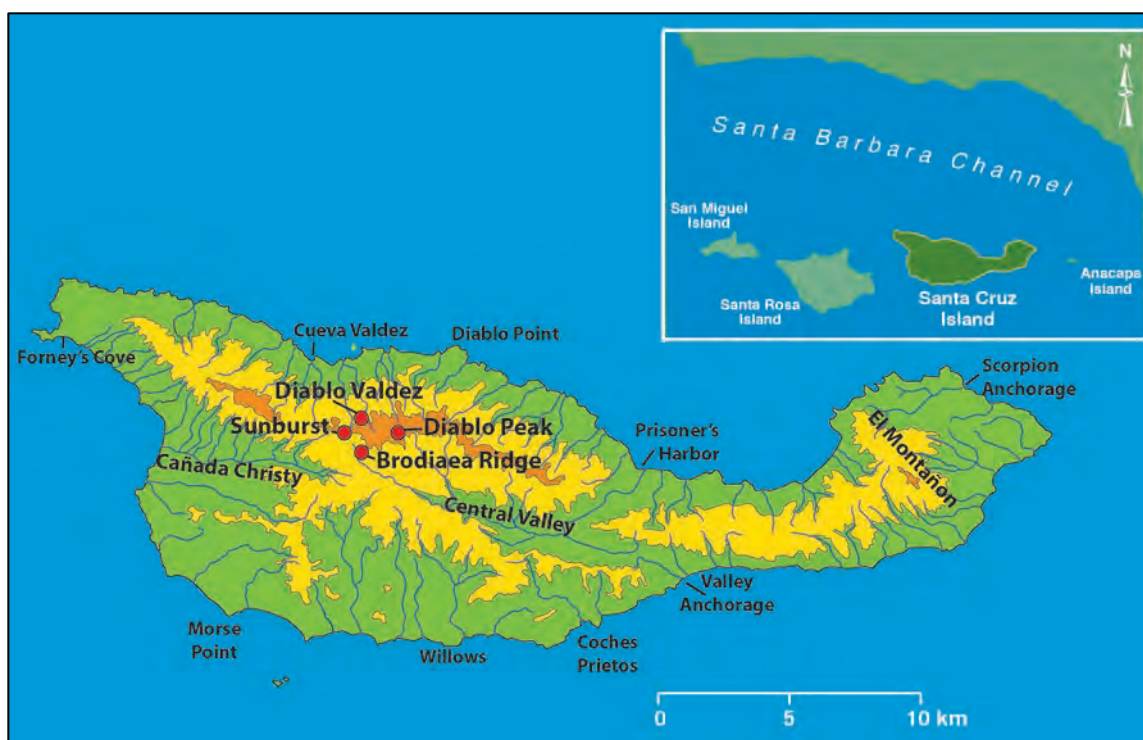 N
Santa Barbara Channel
San Miguel
Island
Santa Rosa
Island
Santa Cruz
Island
Anacapa
Island
Forney's Cove
Cueva Valdez
Diablo Point
Diablo Valdez
Sunburst
Diablo Peak
Brodiaea Ridge
Cañada Christy
Central Valley
Prisoner's
Harbor
Scorpion
Anchorage
El Montañon
Valley
Anchorage
Morse
Point
Willows
Coches
Prietos
0 5 10 km